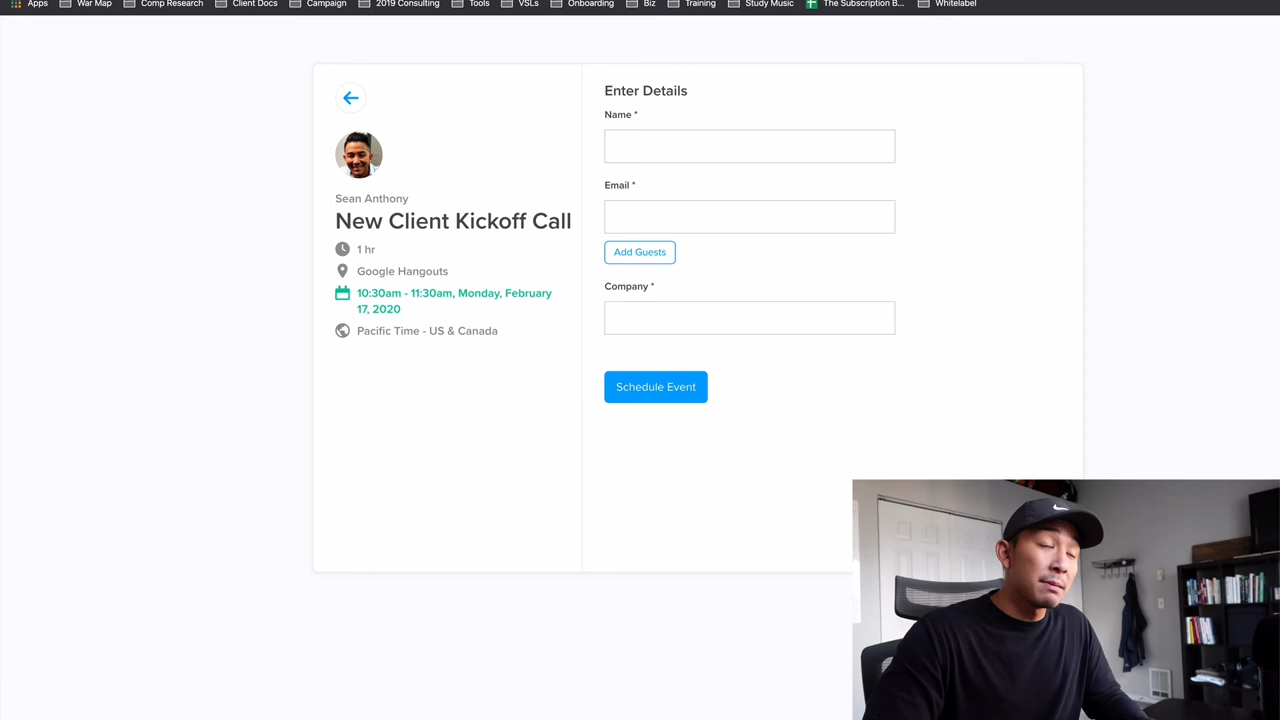 Apps War Map Comp Research Client Docs Campaign 2019 Consulting Tools VSLs Onboarding Biz Training Study Music The Subscription B... Whitelabel
Sean Anthony
New Client Kickoff Call
1 hr
Google Hangouts
10:30am - 11:30am, Monday, February
17, 2020
Pacific Time - US & Canada
Enter Details
Name *
Email *
Add Guests
Company *
Schedule Event